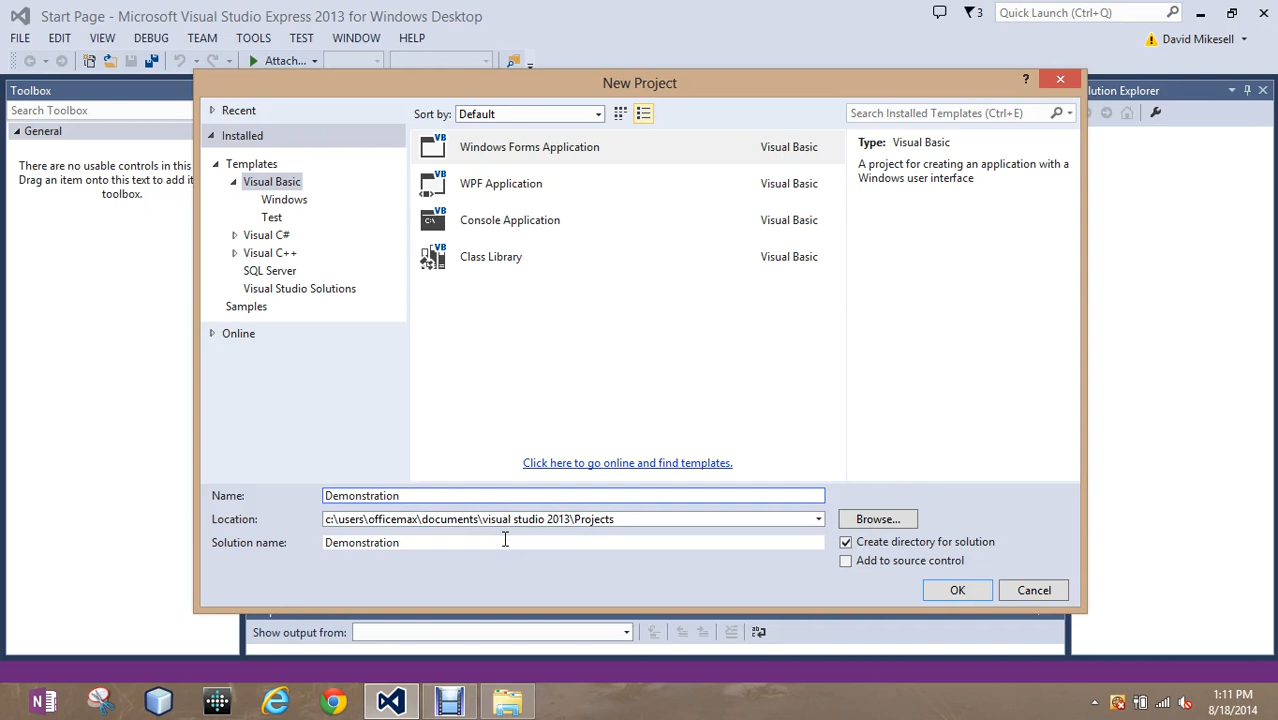 Start Page - Microsoft Visual Studio Express 2013 for Windows Desktop
3
Quick Launch (Ctrl+Q)
FILE EDIT VIEW DEBUG TEAM TOOLS TEST WINDOW HELP
David Mikesell
Attach...
New Project
?
Toolbox
Search Toolbox
General
There are no usable controls in this
Drag an item onto this text to add it
toolbox.
olution Explorer
Recent
Installed
Templates
Visual Basic
Windows
Test
Visual C#
Visual C++
SQL Server
Visual Studio Solutions
Samples
Online
Sort by: Default
Search Installed Templates (Ctrl+E)
VB Windows Forms Application Visual Basic
VB WPF Application Visual Basic
VB Console Application Visual Basic
VB Class Library Visual Basic
Type: Visual Basic
A project for creating an application with a
Windows user interface
Click here to go online and find templates.
Name: Demonstration
Location: c:\users\officemax\documents\visual studio 2013\Projects
Browse...
Solution name: Demonstration
Create directory for solution
Add to source control
OK Cancel
Show output from:
1:11 PM
8/18/2014